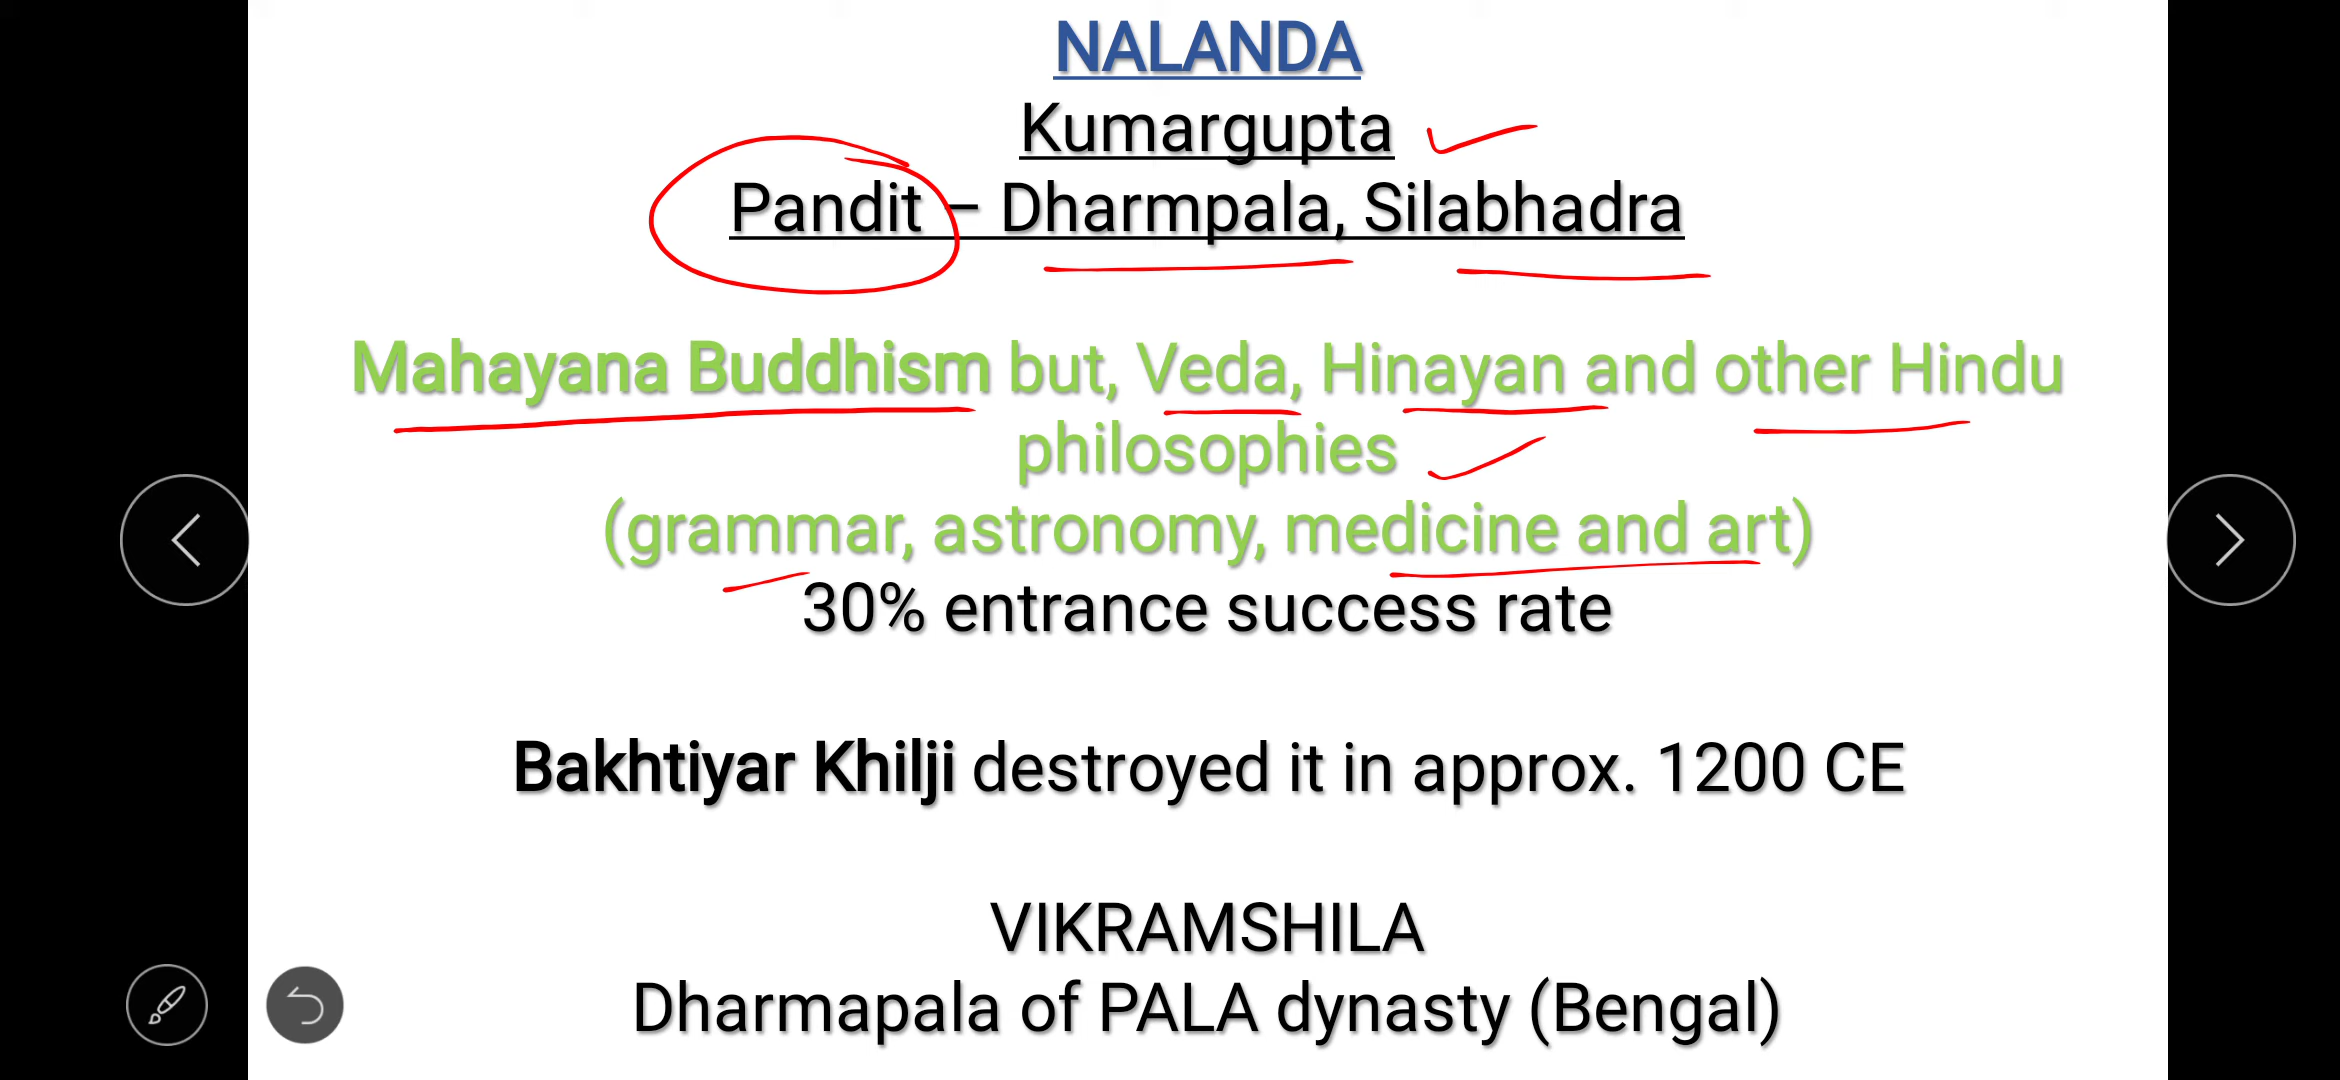 NALANDA
Kumargupta
Pandit – Dharmpala, Silabhadra
Mahayana Buddhism but, Veda, Hinayan and other Hindu
philosophies
(grammar, astronomy, medicine and art)
30% entrance success rate
Bakhtiyar Khilji destroyed it in approx. 1200 CE
VIKRAMSHILA
Dharmapala of PALA dynasty (Bengal)